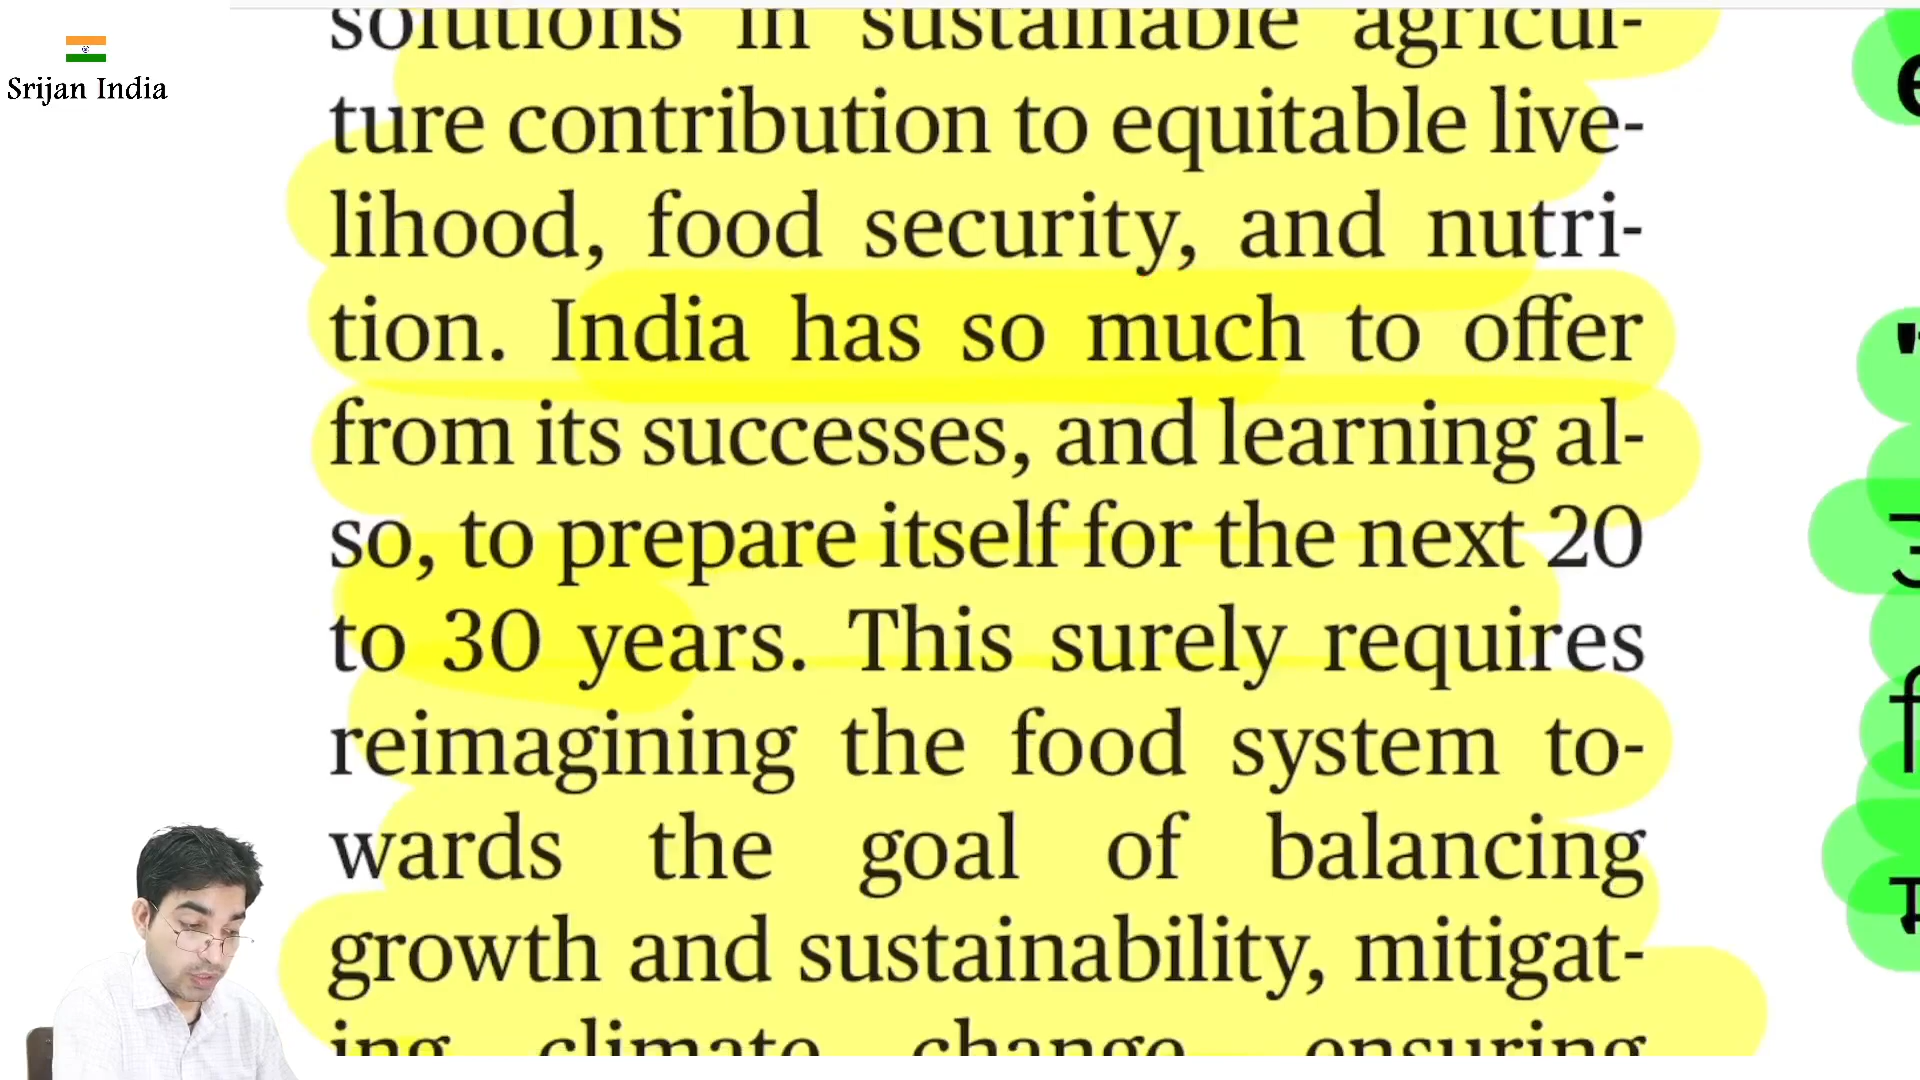 Srijan India
solutions in sustainable agricul-
ture contribution to equitable live-
lihood, food security, and nutri-
tion. India has so much to offer
from its successes, and learning al-
so, to prepare itself for the next 20
to 30 years. This surely requires
reimagining the food system to-
wards the goal of balancing
growth and sustainability, mitigat-
ing climate change, ensuring